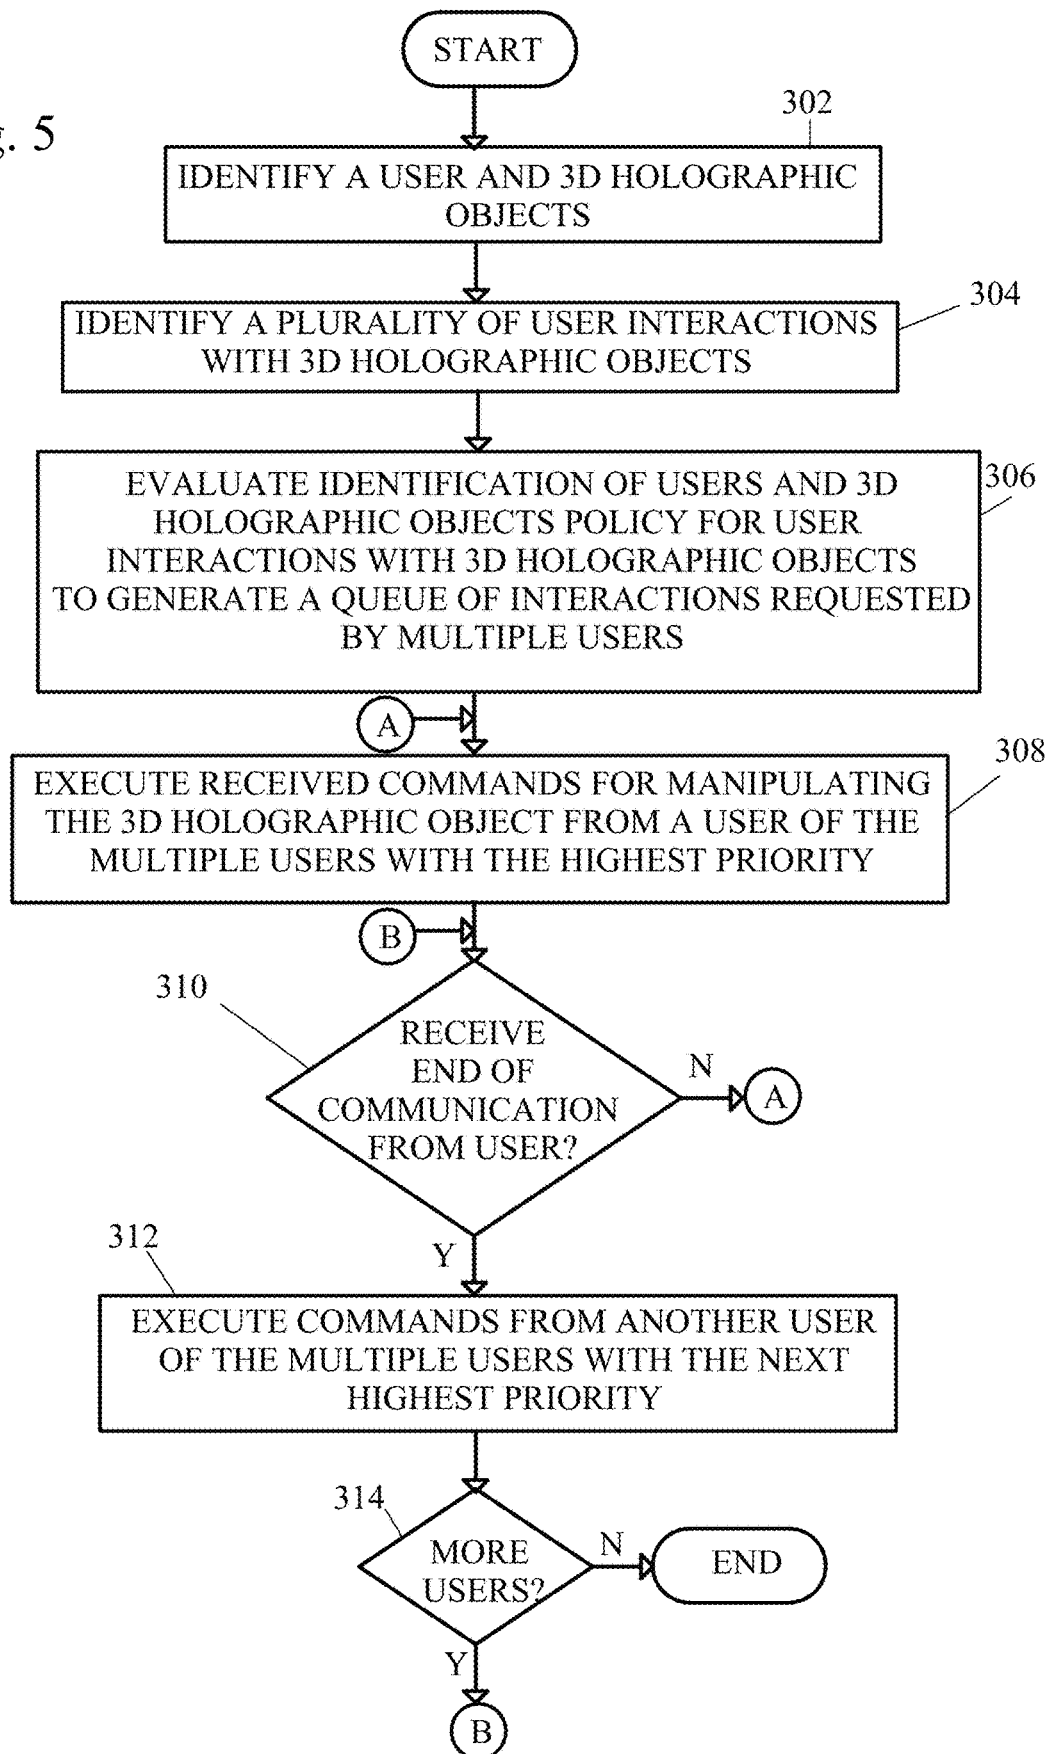 START
5
302
IDENTIFY A USER AND 3D HOLOGRAPHIC
OBJECTS
304
IDENTIFY A PLURALITY OF USER INTERACTIONS
WITH 3D HOLOGRAPHIC OBJECTS
306
EVALUATE IDENTIFICATION OF USERS AND 3D
HOLOGRAPHIC OBJECTS POLICY FOR USER
INTERACTIONS WITH 3D HOLOGRAPHIC OBJECTS
TO GENERATE A QUEUE OF INTERACTIONS REQUESTED
BY MULTIPLE USERS
A
308
EXECUTE RECEIVED COMMANDS FOR MANIPULATING
THE 3D HOLOGRAPHIC OBJECT FROM A USER OF THE
MULTIPLE USERS WITH THE HIGHEST PRIORITY
B
310
RECEIVE
END OF
COMMUNICATION
FROM USER?
N
A
Y
312
EXECUTE COMMANDS FROM ANOTHER USER
OF THE MULTIPLE USERS WITH THE NEXT
HIGHEST PRIORITY
314
MORE
USERS?
N
END
Y
B